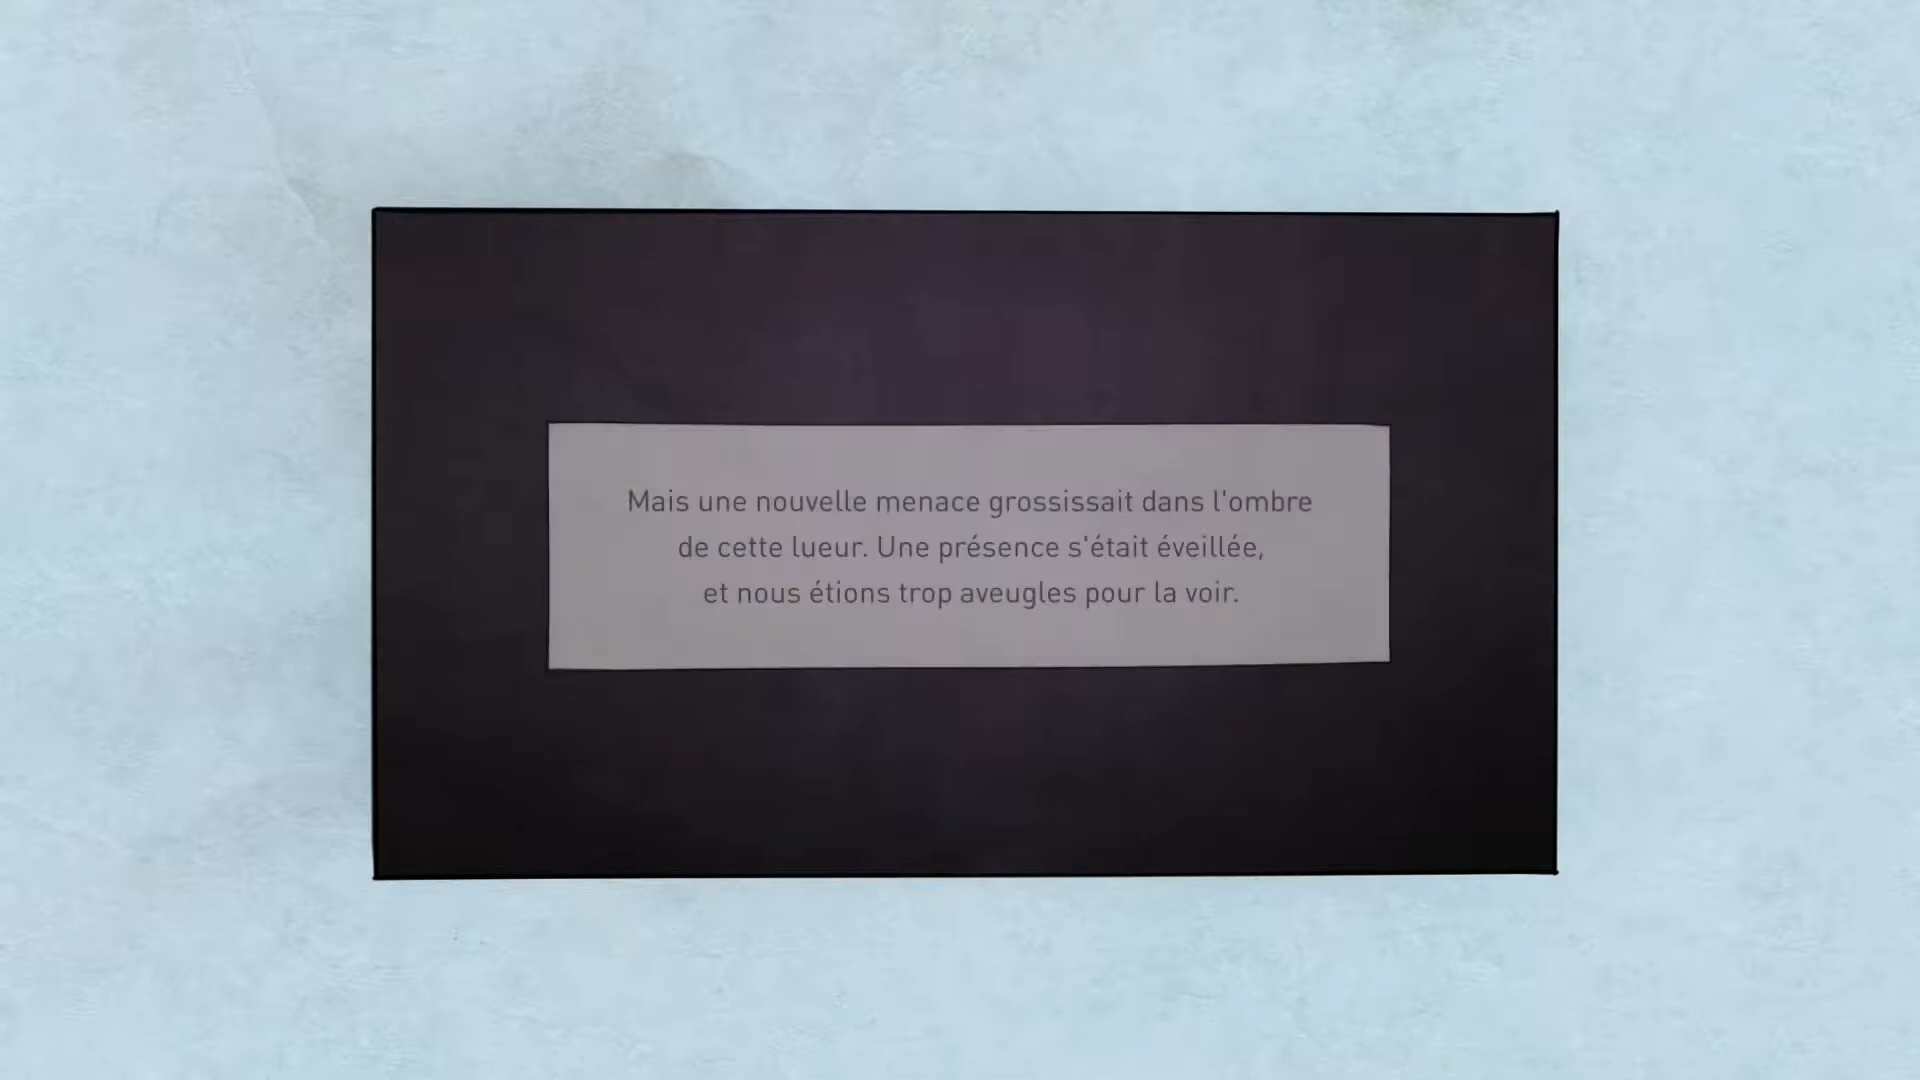 Mais une nouvelle menace grossissait dans l'ombre
de cette lueur. Une présence s'était éveillée,
et nous étions trop aveugles pour la voir.